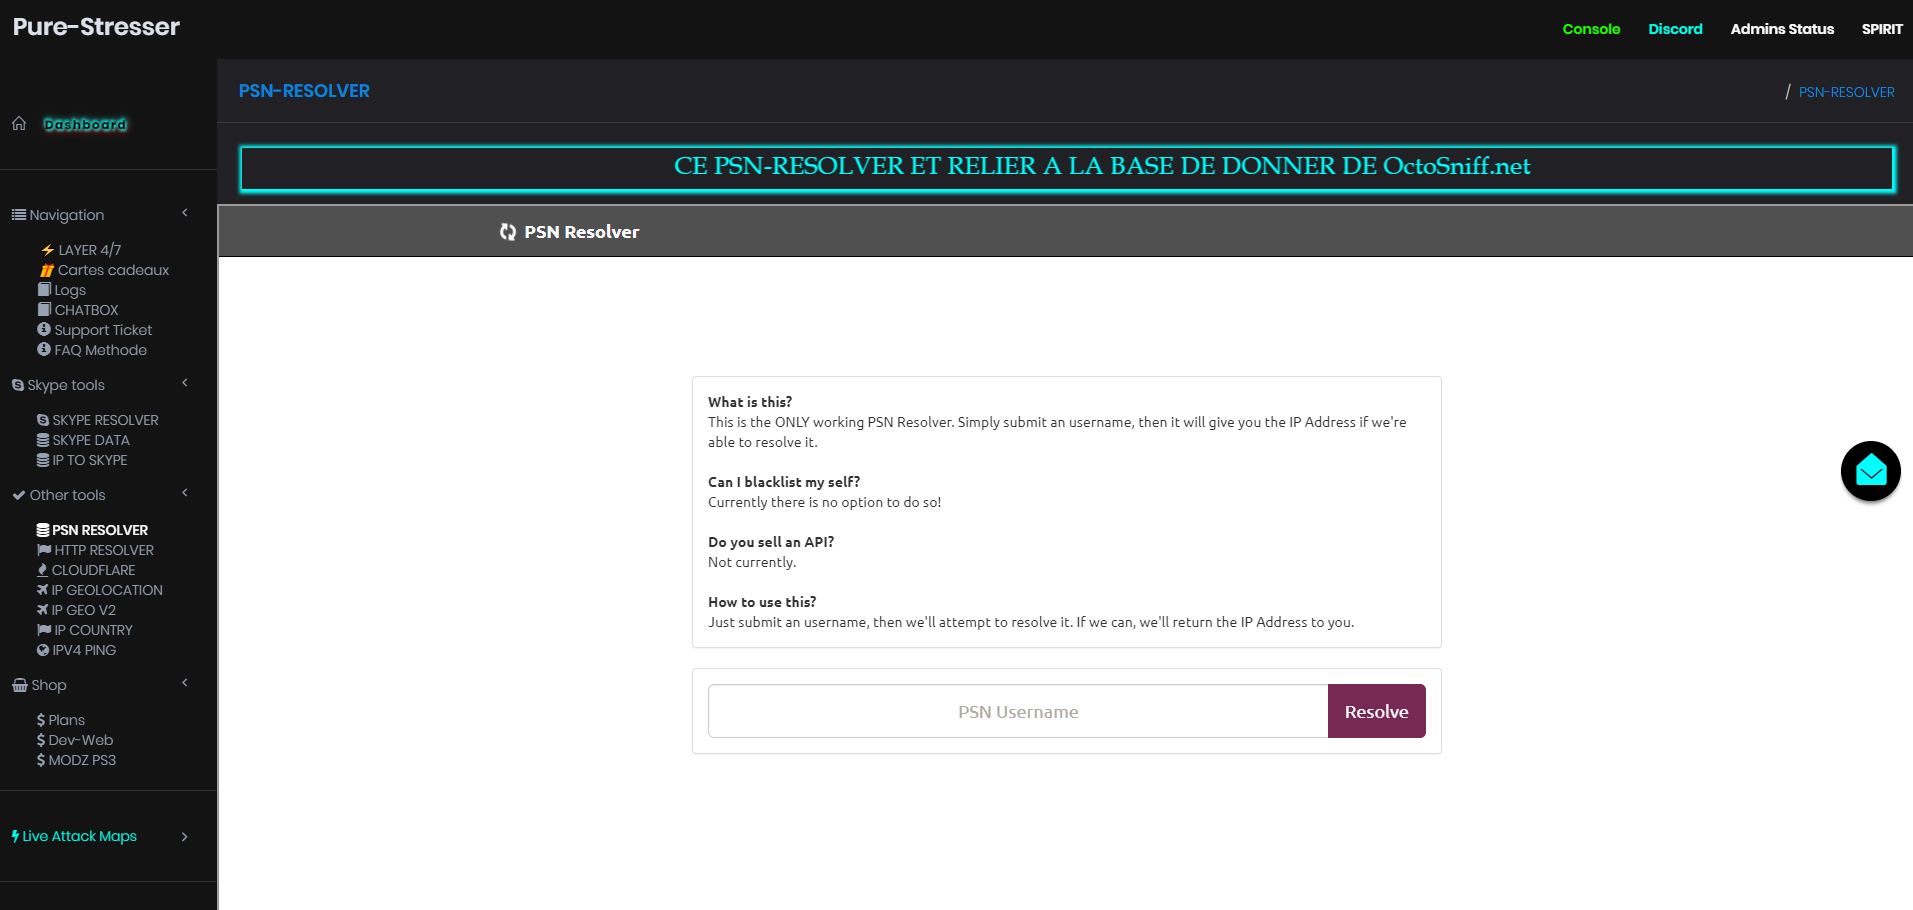 Pure-Stresser
Console
Discord
Admins Status
SPIRIT
Dashboard
Navigation
LAYER 4/7
Cartes cadeaux
Logs
CHATBOX
Support Ticket
FAQ Methode
Skype tools
SKYPE RESOLVER
SKYPE DATA
IP TO SKYPE
Other tools
PSN RESOLVER
HTTP RESOLVER
CLOUDFLARE
IP GEOLOCATION
IP GEO V2
IP COUNTRY
IPV4 PING
Shop
$ Plans
$ Dev-Web
$ MODZ PS3
Live Attack Maps
PSN-RESOLVER
/ PSN-RESOLVER
CE PSN-RESOLVER ET RELIER A LA BASE DE DONNER DE OctoSniff.net
PSN Resolver
What is this?
This is the ONLY working PSN Resolver. Simply submit an username, then it will give you the IP Address if we're
able to resolve it.
Can I blacklist my self?
Currently there is no option to do so!
Do you sell an API?
Not currently.
How to use this?
Just submit an username, then we'll attempt to resolve it. If we can, we'll return the IP Address to you.
PSN Username
Resolve